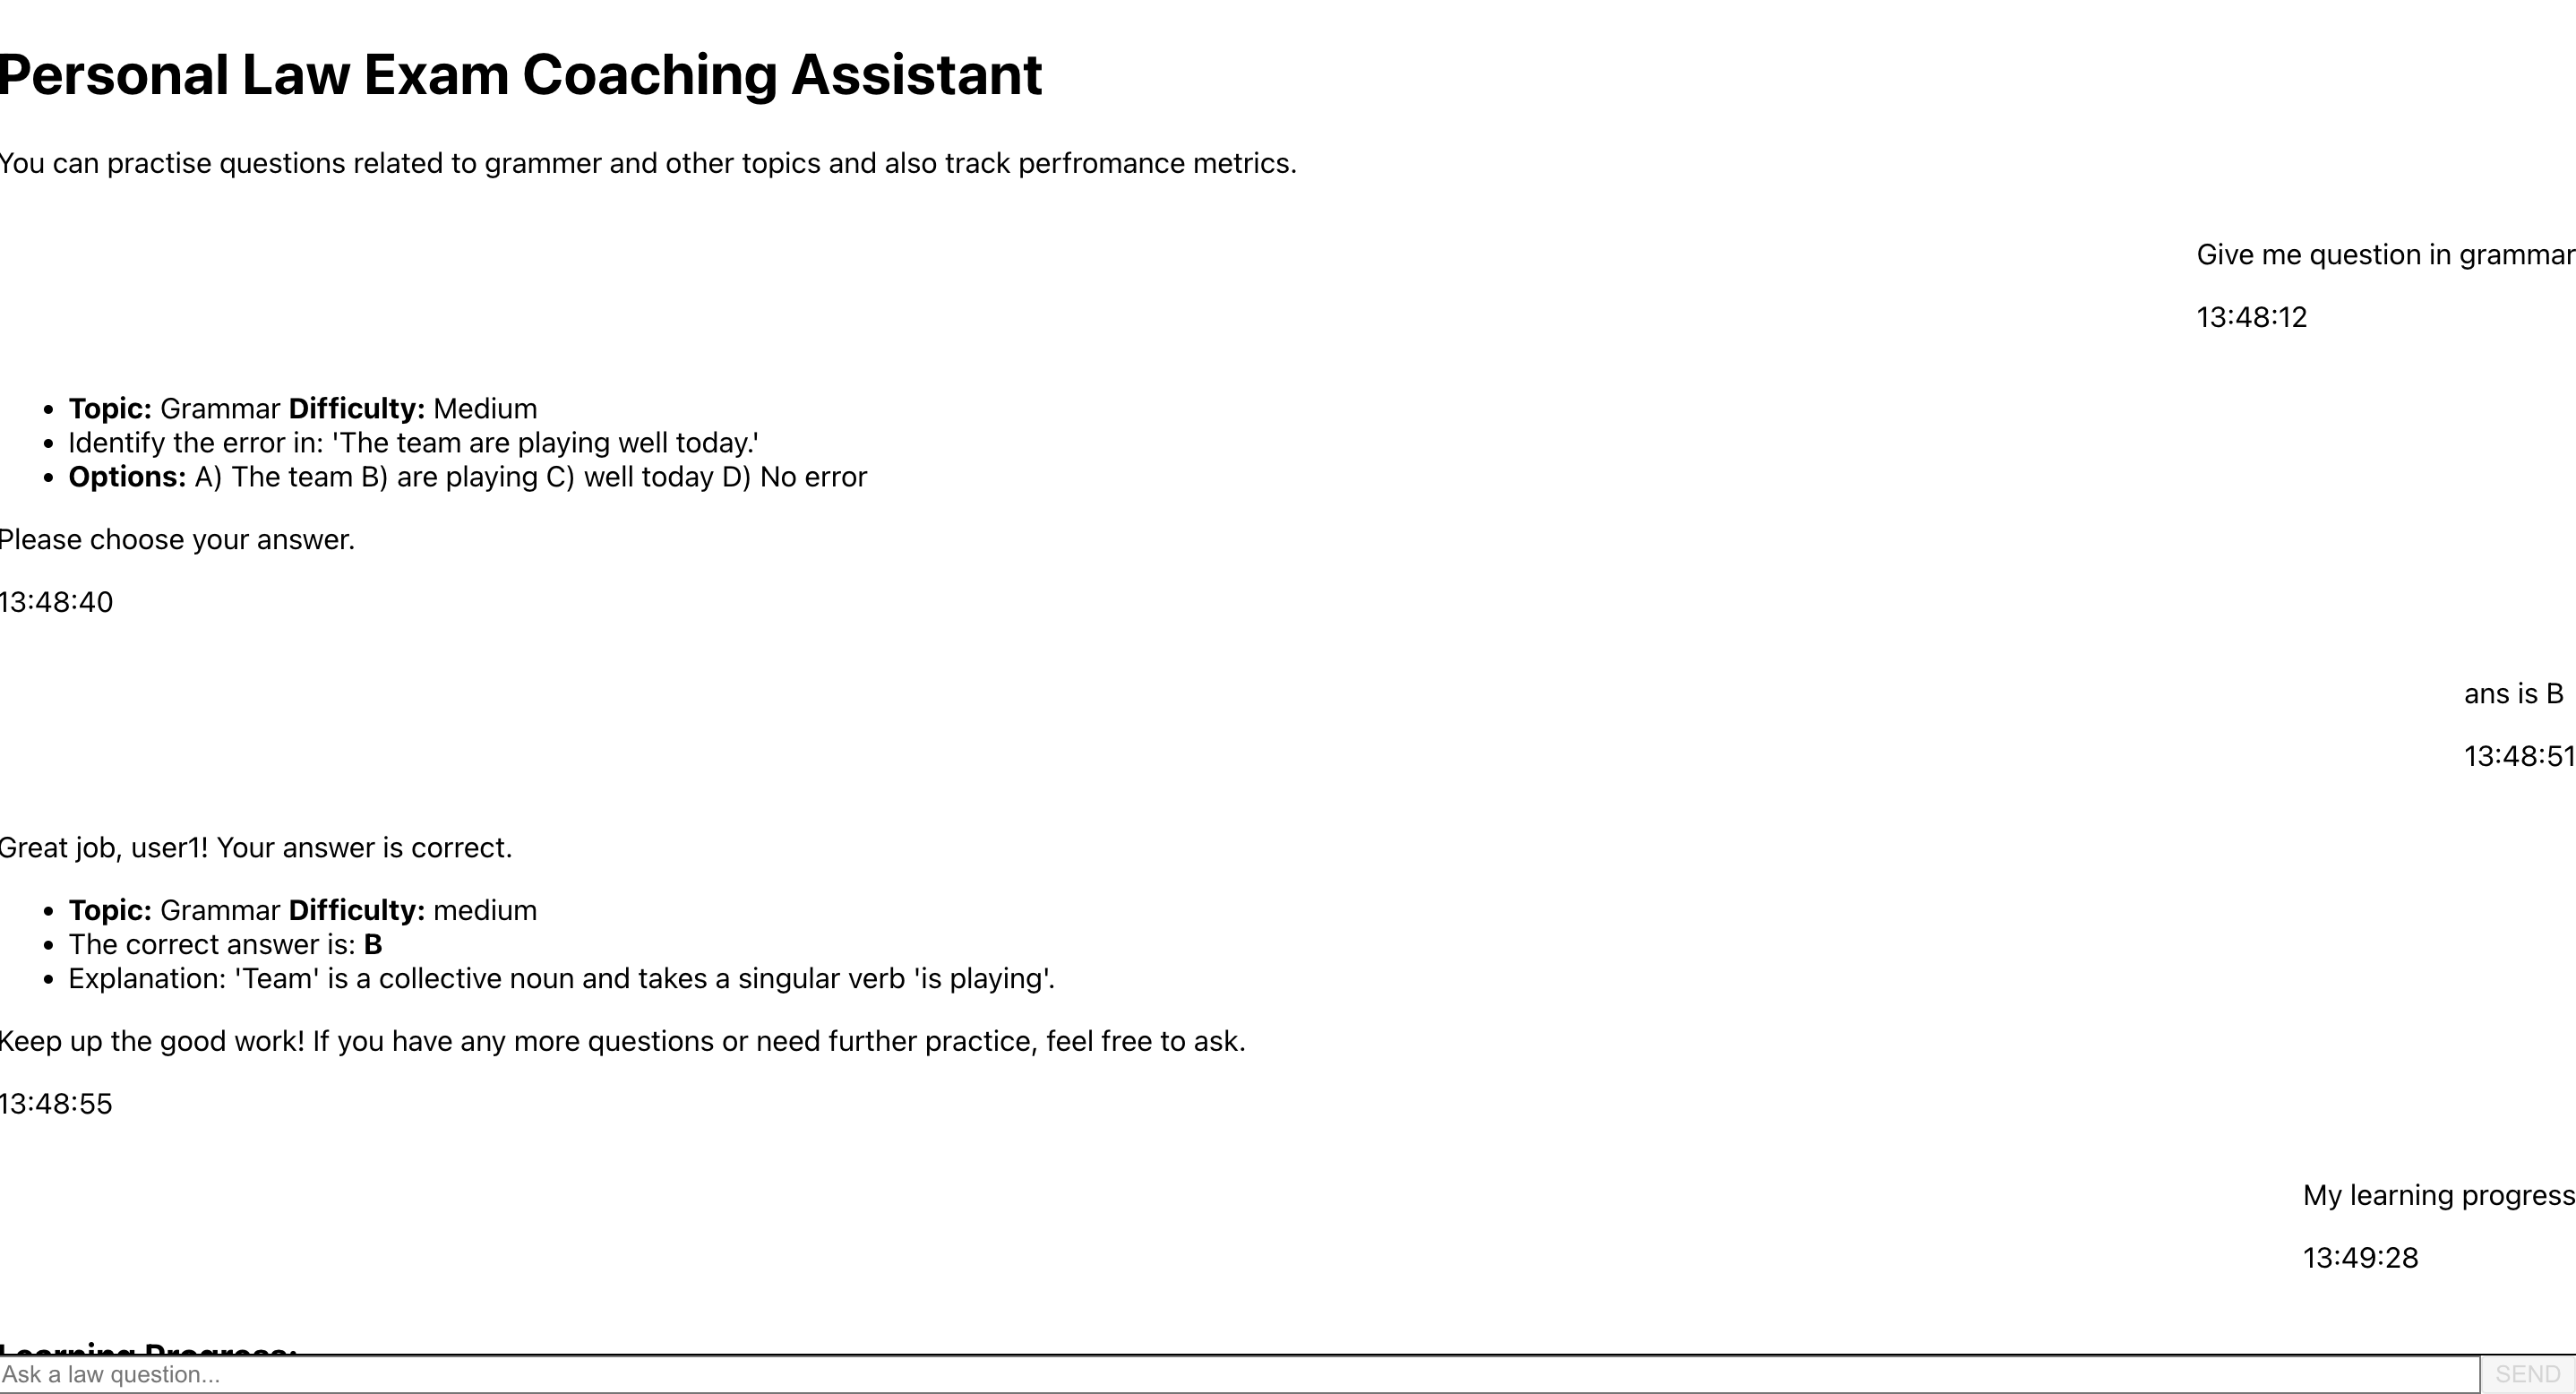 Personal Law Exam Coaching Assistant
You can practise questions related to grammer and other topics and also track perfromance metrics.
Give me question in grammar
13:48:12
• Topic: Grammar Difficulty: Medium
• Identify the error in: 'The team are playing well today.'
• Options: A) The team B) are playing C) well today D) No error
Please choose your answer.
13:48:40
ans is B
13:48:51
Great job, user1! Your answer is correct.
• Topic: Grammar Difficulty: medium
• The correct answer is: B
• Explanation: 'Team' is a collective noun and takes a singular verb 'is playing'.
Keep up the good work! If you have any more questions or need further practice, feel free to ask.
13:48:55
My learning progress
13:49:28
Learning Progress:
Ask a law question...
SEND